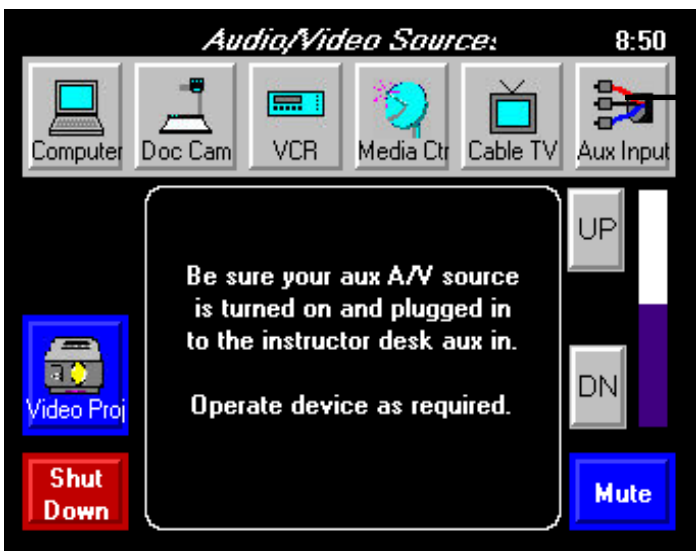 Audio/Video Source:
8:50
Computer
Doc Cam
VCR
Media Ctr
Cable TV
Aux Input
UP
Be sure your aux A/V source
is turned on and plugged in
to the instructor desk aux in.
Operate device as required.
Video Proj
DN
Shut
Down
Mute